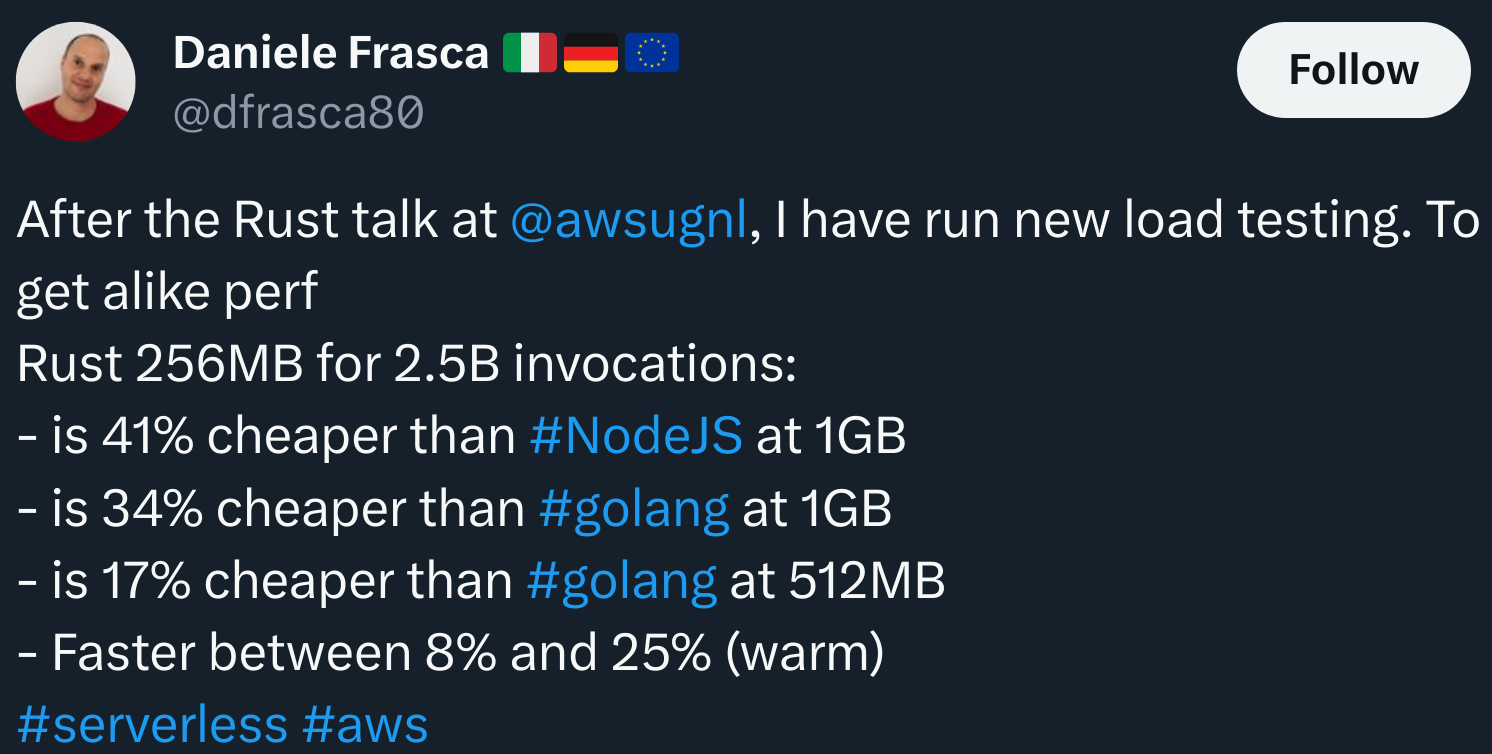 Daniele Frasca 🇮🇹🇩🇪🇪🇺
@dfrasca80
Follow
After the Rust talk at @awsugnl, I have run new load testing. To
get alike perf
Rust 256MB for 2.5B invocations:
- is 41% cheaper than #NodeJS at 1GB
- is 34% cheaper than #golang at 1GB
- is 17% cheaper than #golang at 512MB
- Faster between 8% and 25% (warm)
#serverless #aws